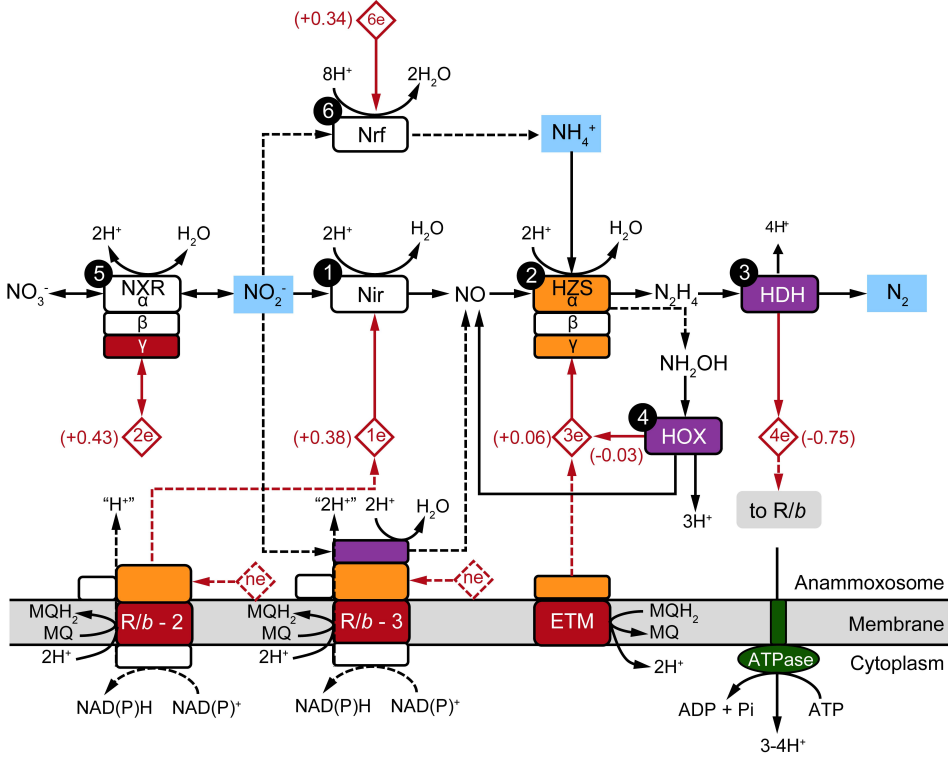 (+0.34) 6e
8H⁺ 2H₂O
6
Nrf
NH₄⁺
2H⁺ H₂O
2H⁺ H₂O
2H⁺ H₂O
4H⁺
5 1 2 3
NO₃⁻ NXR NO₂⁻ Nir NO HZS N₂H₄ HDH N₂
α α
β β
γ γ
NH₂OH
4
HOX
(+0.43) 2e
(+0.38) 1e
(+0.06) 3e
(-0.03)
4e (-0.75)
3H⁺
to R/b
“H⁺” “2H⁺” 2H⁺ H₂O
ne ne
Anammoxosome
MQH₂ MQH₂ MQH₂
R/b - 2 R/b - 3 ETM
Membrane
MQ MQ MQ
2H⁺ 2H⁺ 2H⁺
ATPase
Cytoplasm
NAD(P)H NAD(P)⁺
NAD(P)H NAD(P)⁺
ADP + Pi ATP
3-4H⁺